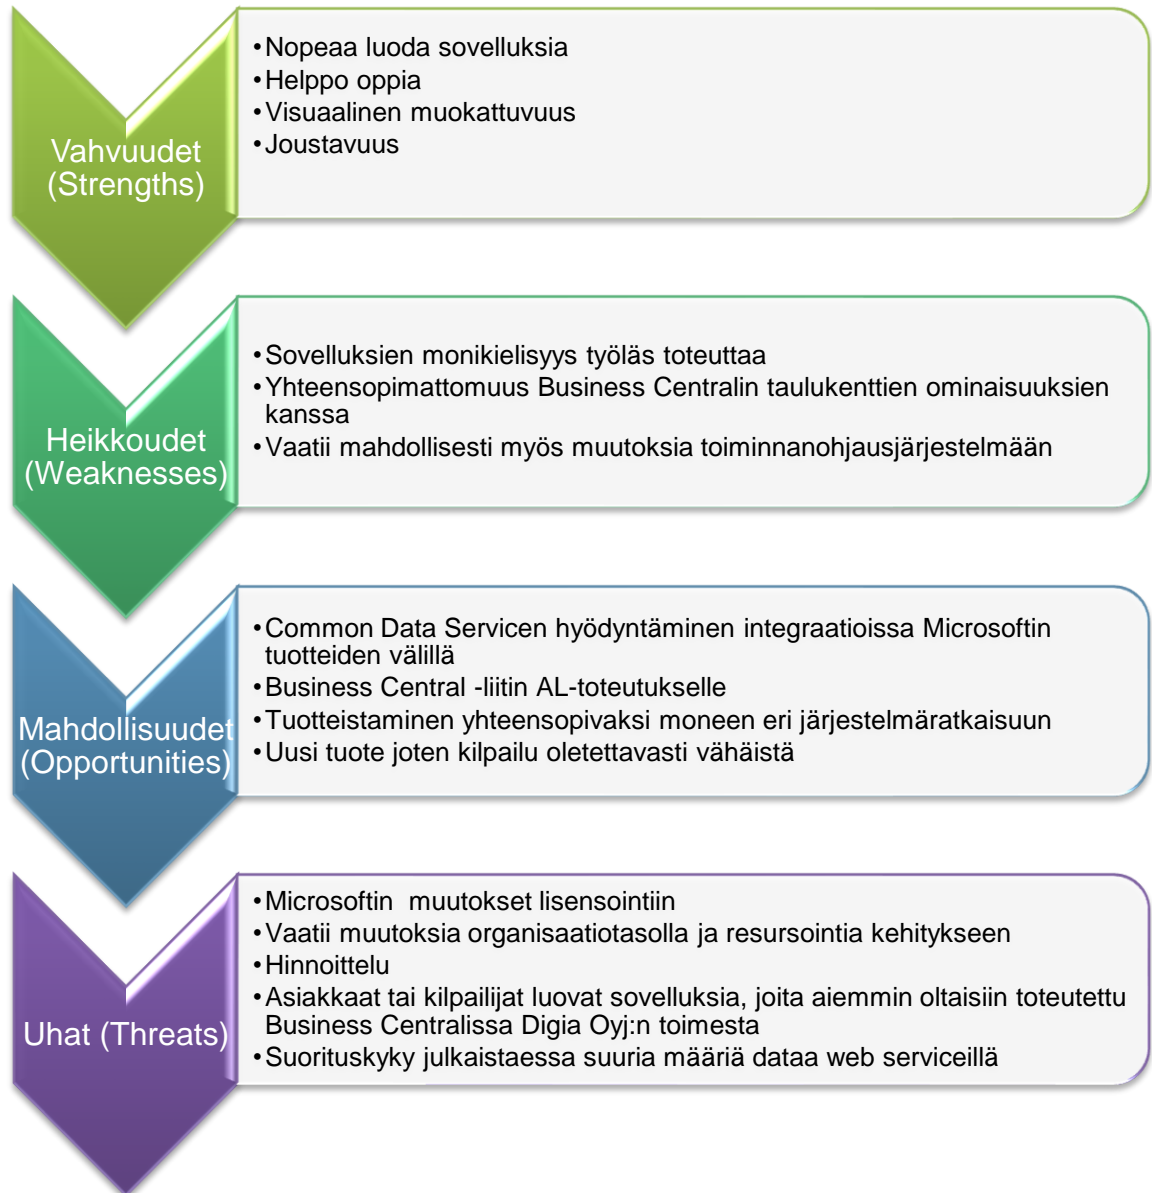 Vahvuudet
(Strengths)
•Nopeaa luoda sovelluksia
•Helppo oppia
•Visuaalinen muokattuvuus
•Joustavuus
Heikkoudet
(Weaknesses)
•Sovelluksien monikielisyys työläs toteuttaa
•Yhteensopimattomuus Business Centralin taulukenttien ominaisuuksien
kanssa
•Vaatii mahdollisesti myös muutoksia toiminnanohjausjärjestelmään
Mahdollisuudet
(Opportunities)
•Common Data Servicen hyödyntäminen integraatioissa Microsoftin
tuotteiden välillä
•Business Central -liitin AL-toteutukselle
•Tuotteistaminen yhteensopivaksi moneen eri järjestelmäratkaisuun
•Uusi tuote joten kilpailu oletettavasti vähäistä
Uhat (Threats)
•Microsoftin  muutokset lisensointiin
•Vaatii muutoksia organisaatiotasolla ja resursointia kehitykseen
•Hinnoittelu
•Asiakkaat tai kilpailijat luovat sovelluksia, joita aiemmin oltaisiin toteutettu
Business Centralissa Digia Oyj:n toimesta
•Suorituskyky julkaistaessa suuria määriä dataa web serviceillä